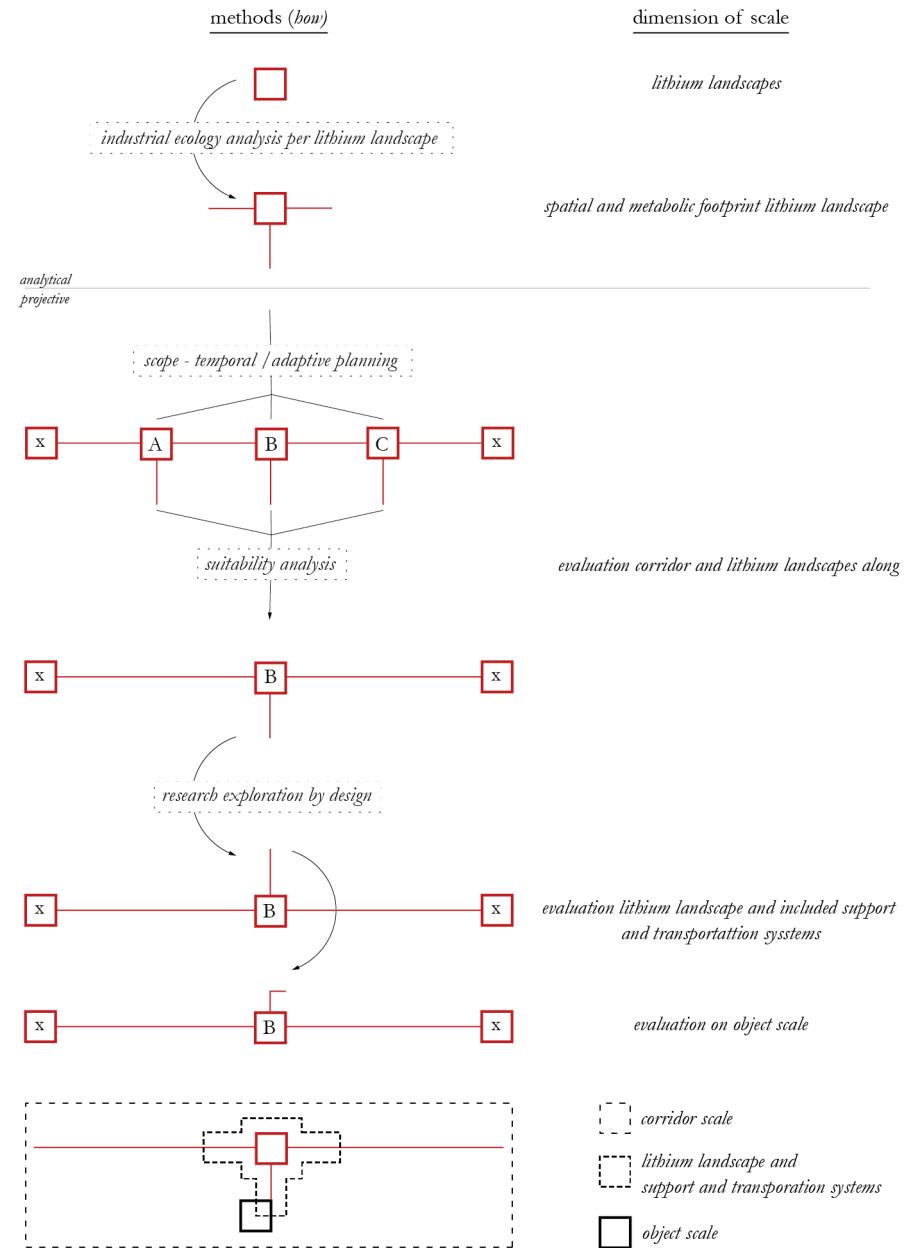 methods (how)
dimension of scale
lithium landscapes
industrial ecology analysis per lithium landscape
spatial and metabolic footprint lithium landscape
analytical
projective
scope - temporal / adaptive planning
x A B C x
suitability analysis
evaluation corridor and lithium landscapes along
x B x
research exploration by design
x B x
evaluation lithium landscape and included support
and transportattion sysstems
x B x
evaluation on object scale
corridor scale
lithium landscape and
support and transporation systems
object scale